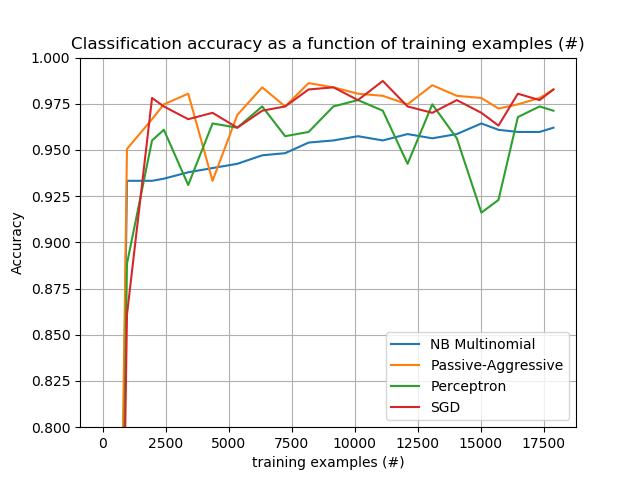 Classification accuracy as a function of training examples (#)
1.000
0.975
0.950
0.925
0.900
0.875
0.850
0.825
0.800
Accuracy
NB Multinomial
Passive-Aggressive
Perceptron
SGD
0 2500 5000 7500 10000 12500 15000 17500
training examples (#)